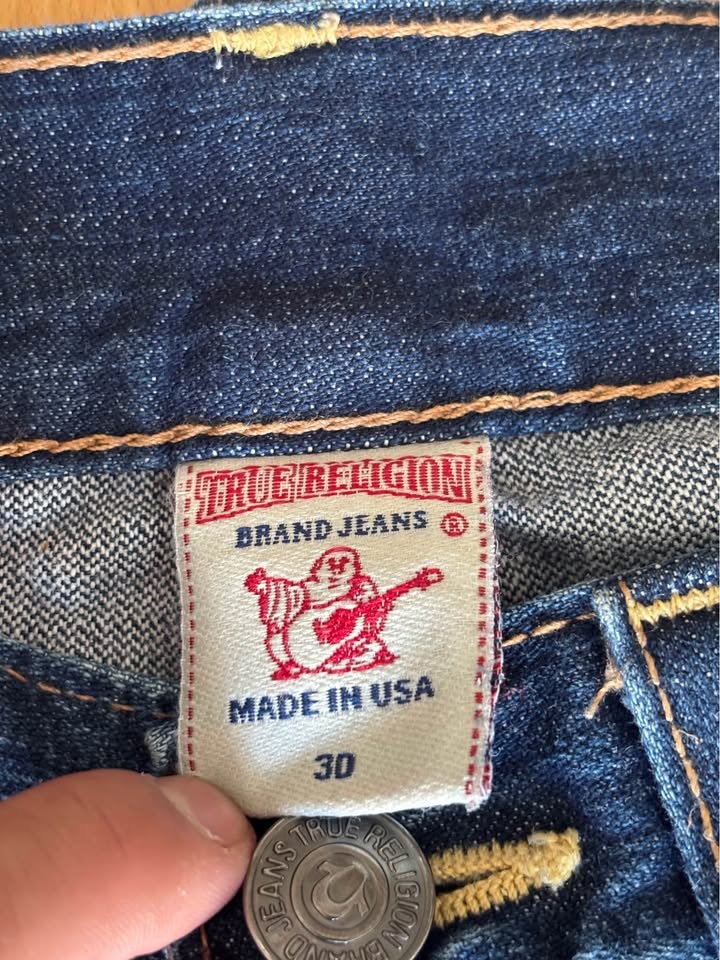 TRUE RELIGION
BRAND JEANS ®
MADE IN USA
30
JEANS TRUE RELIGION BRAND